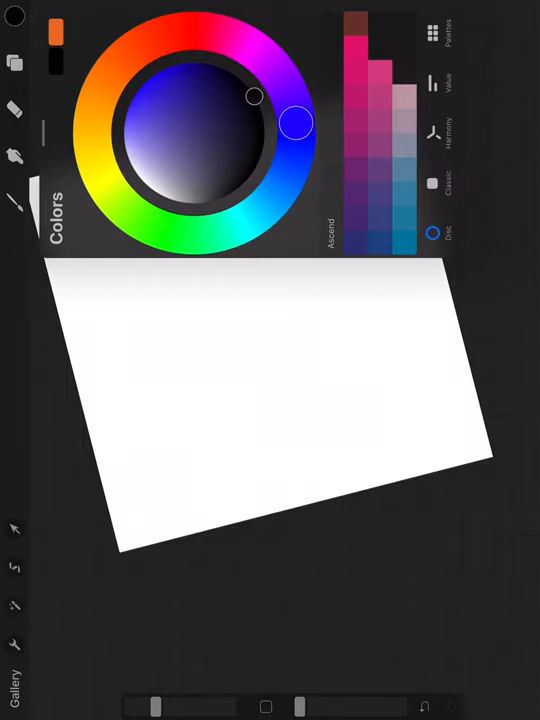 Gallery
Colors
Ascend
Disc
Classic
Harmony
Value
Palettes